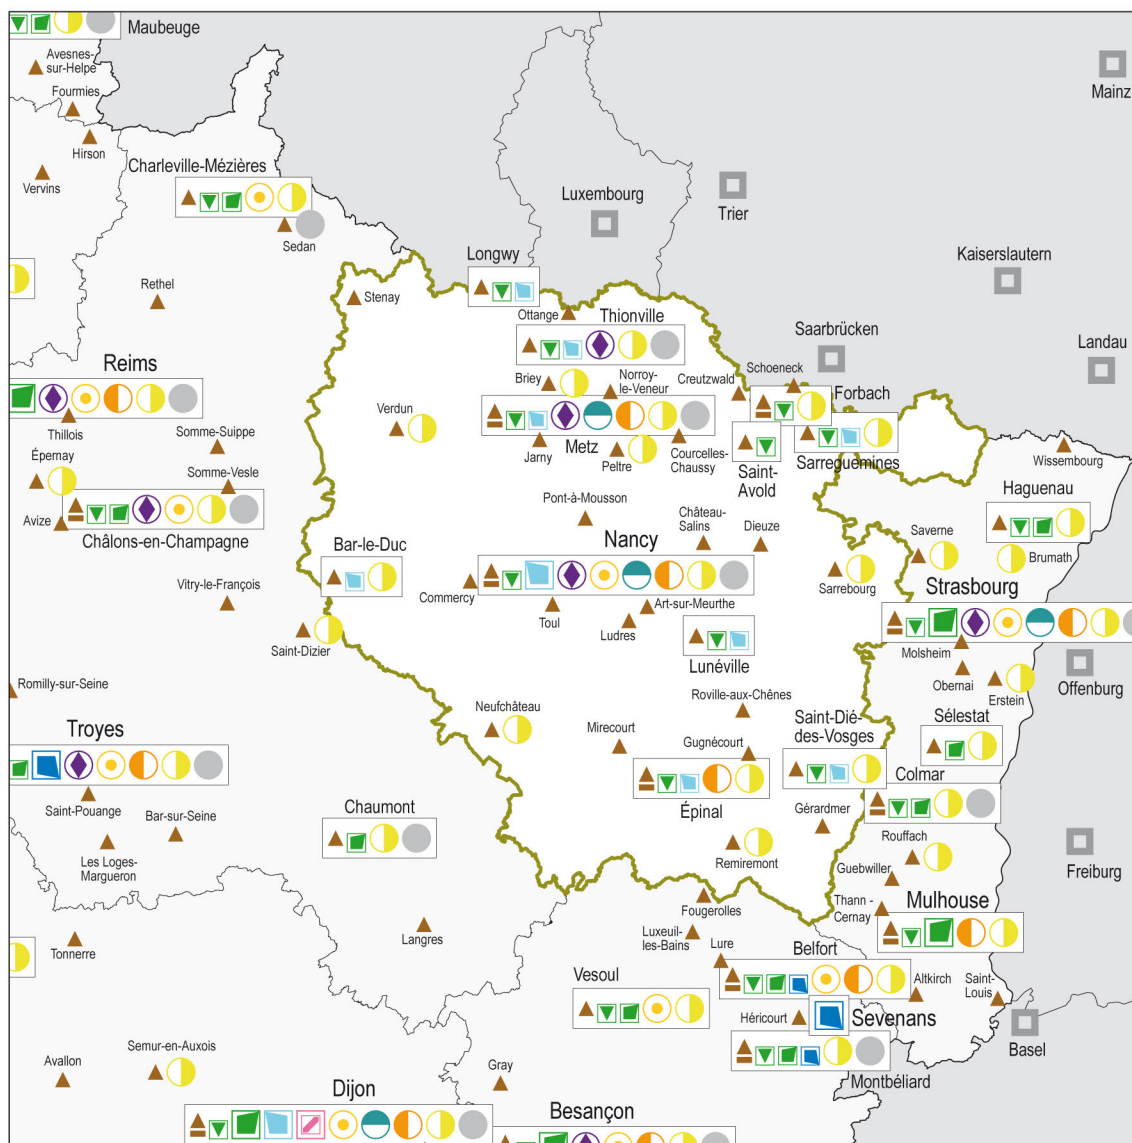 Maubeuge
Avesnes-
sur-Helpe
Fourmies
Hirson
Vervins
Mainz
Charleville-Mézières
Sedan
Luxembourg
Trier
Longwy
Kaiserslautern
Rethel
Stenay
Ottange
Thionville
Saarbrücken
Landau
Reims
Briey
Norroy-
le-Veneur
Creutzwald
Schoeneck
Forbach
Verdun
Thillois
Somme-Suippe
Épernay
Somme-Vesle
Jarny
Metz
Peltre
Courcelles-
Chaussy
Saint-
Avold
Sarreguemines
Wissembourg
Haguenau
Avize
Châlons-en-Champagne
Pont-à-Mousson
Château-
Salins
Dieuze
Saverne
Brumath
Bar-le-Duc
Nancy
Vitry-le-François
Commercy
Toul
Ludres
Art-sur-Meurthe
Sarrebourg
Strasbourg
Saint-Dizier
Lunéville
Molsheim
Obernai
Erstein
Offenburg
Romilly-sur-Seine
Neufchâteau
Roville-aux-Chênes
Troyes
Mirecourt
Gugnécourt
Saint-Dié-
des-Vosges
Sélestat
Colmar
Saint-Pouange
Bar-sur-Seine
Chaumont
Épinal
Gérardmer
Les Loges-
Margueron
Remiremont
Rouffach
Guebwiller
Freiburg
Fougerolles
Thann -
Cernay
Mulhouse
Tonnerre
Langres
Luxeuil-
les-Bains
Lure
Belfort
Vesoul
Altkirch
Saint-
Louis
Héricourt
Sevenans
Basel
Avallon
Semur-en-Auxois
Gray
Montbéliard
Dijon
Besançon